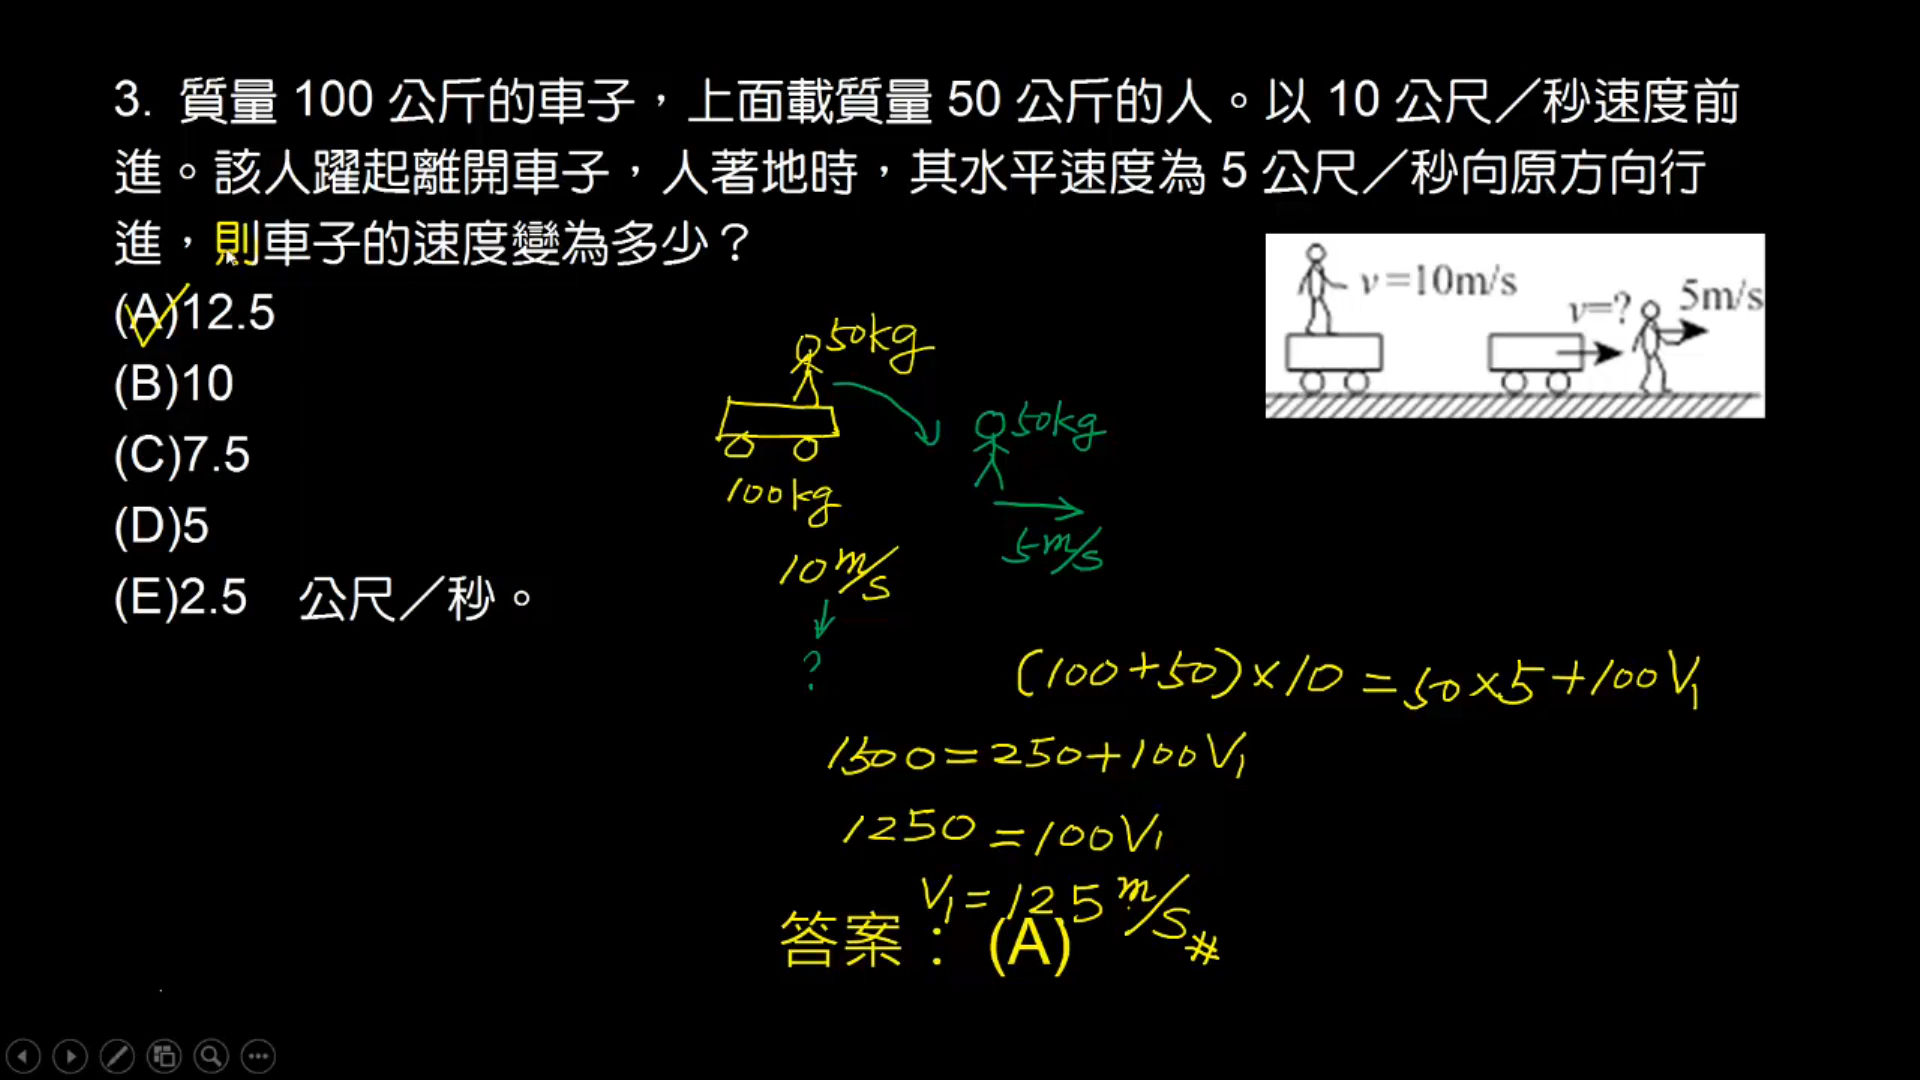 3. 質量 100 公斤的車子，上面載質量 50 公斤的人。以 10 公尺／秒速度前
進。該人躍起離開車子，人著地時，其水平速度為 5 公尺／秒向原方向行
進，則車子的速度變為多少？
(A)12.5
(B)10
(C)7.5
(D)5
(E)2.5 公尺／秒。
v=10m/s
v=?
5m/s
50kg
100kg
10m/s
?
50kg
5m/s
(100+50)×10=50×5+100V₁
1500=250+100V₁
1250=100V₁
V₁=12.5m/s#
答案：(A)